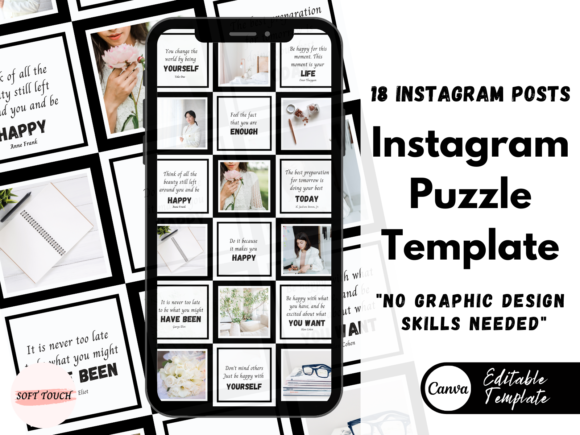 18 INSTAGRAM POSTS
Instagram
Puzzle
Template
"NO GRAPHIC DESIGN
SKILLS NEEDED"
Canva
Editable
Template
SOFT TOUCH
You change the
world by being
YOURSELF
Be happy for this
moment. This
moment is your
LIFE
Feel the fact
that you are
ENOUGH
Think of all the
beauty still left
around you and be
HAPPY
Anne Frank
The best preparation
for tomorrow is
doing your best
TODAY
Do it because
it makes you
HAPPY
It is never too late
to be what you might
HAVE BEEN
Be happy with what
you have, and be
excited about what
YOU WANT
Don't mind others
Just be happy with
YOURSELF
k of all the
auty still left
d you and be
HAPPY
Anne Frank
It is never too late
what you might
BEEN
Eliot